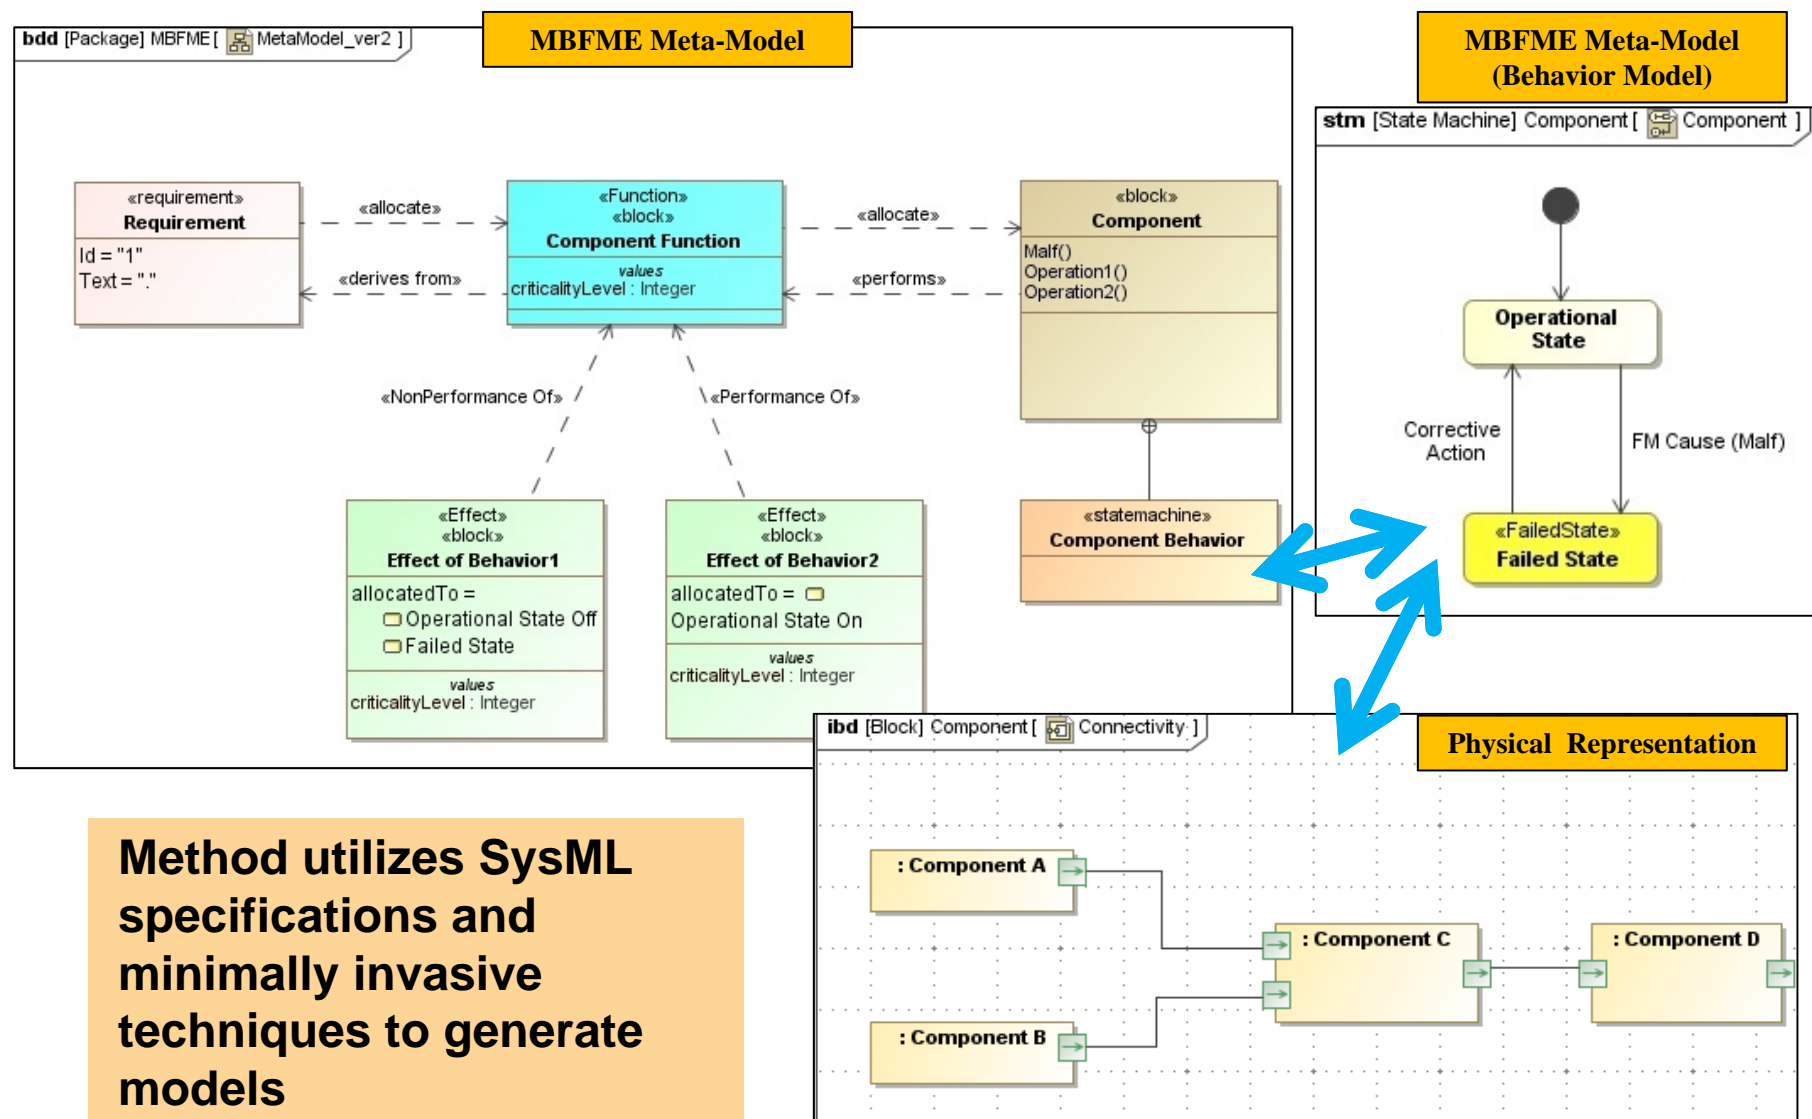 MBFME Meta-Model
bdd [Package] MBFME [ MetaModel_ver2 ]
«requirement»
Requirement
Id = "1"
Text = "."
«allocate»
«derives from»
«Function»
«block»
Component Function
values
criticalityLevel : Integer
«allocate»
«performs»
«block»
Component
Malf()
Operation1()
Operation2()
«NonPerformance Of»
«Performance Of»
«Effect»
«block»
Effect of Behavior1
allocatedTo =
Operational State Off
Failed State
values
criticalityLevel : Integer
«Effect»
«block»
Effect of Behavior2
allocatedTo =
Operational State On
values
criticalityLevel : Integer
«statemachine»
Component Behavior
MBFME Meta-Model
(Behavior Model)
stm [State Machine] Component [ Component ]
Operational
State
Corrective
Action
FM Cause (Malf)
«FailedState»
Failed State
ibd [Block] Component [ Connectivity ]
Physical Representation
: Component A
: Component B
: Component C
: Component D
Method utilizes SysML
specifications and
minimally invasive
techniques to generate
models